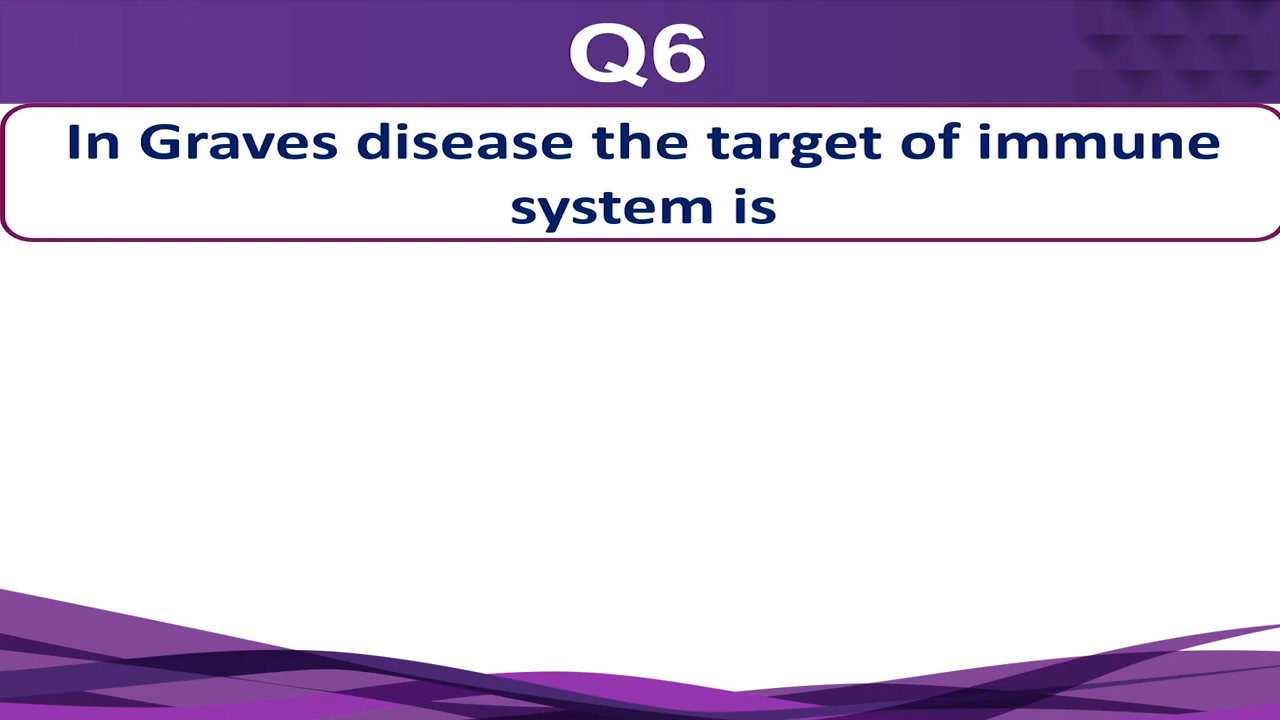 Q6
In Graves disease the target of immune
system is